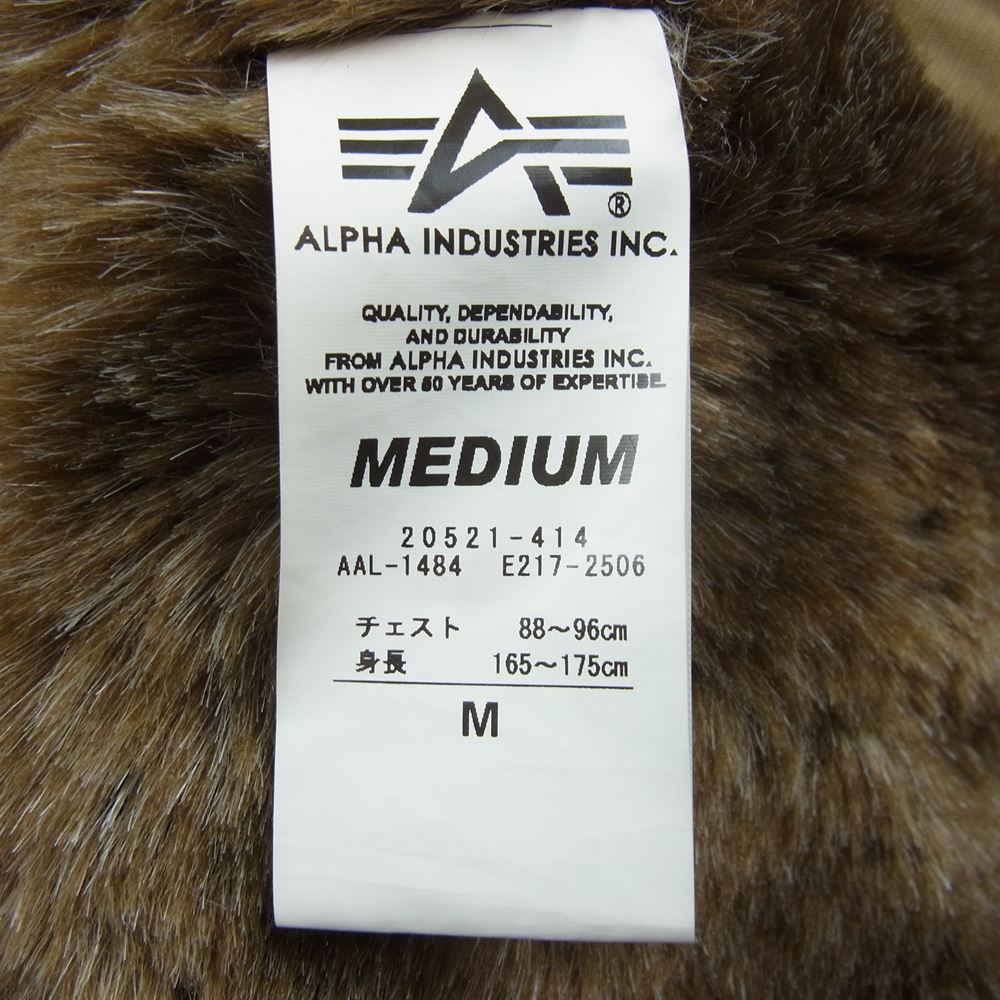 ®
ALPHA INDUSTRIES INC.
QUALITY, DEPENDABILITY,
AND DURABILITY
FROM ALPHA INDUSTRIES INC.
WITH OVER 50 YEARS OF EXPERTISE.
MEDIUM
20521-414
AAL-1484 E217-2506
チェスト 88～96cm
身長 165～175cm
M